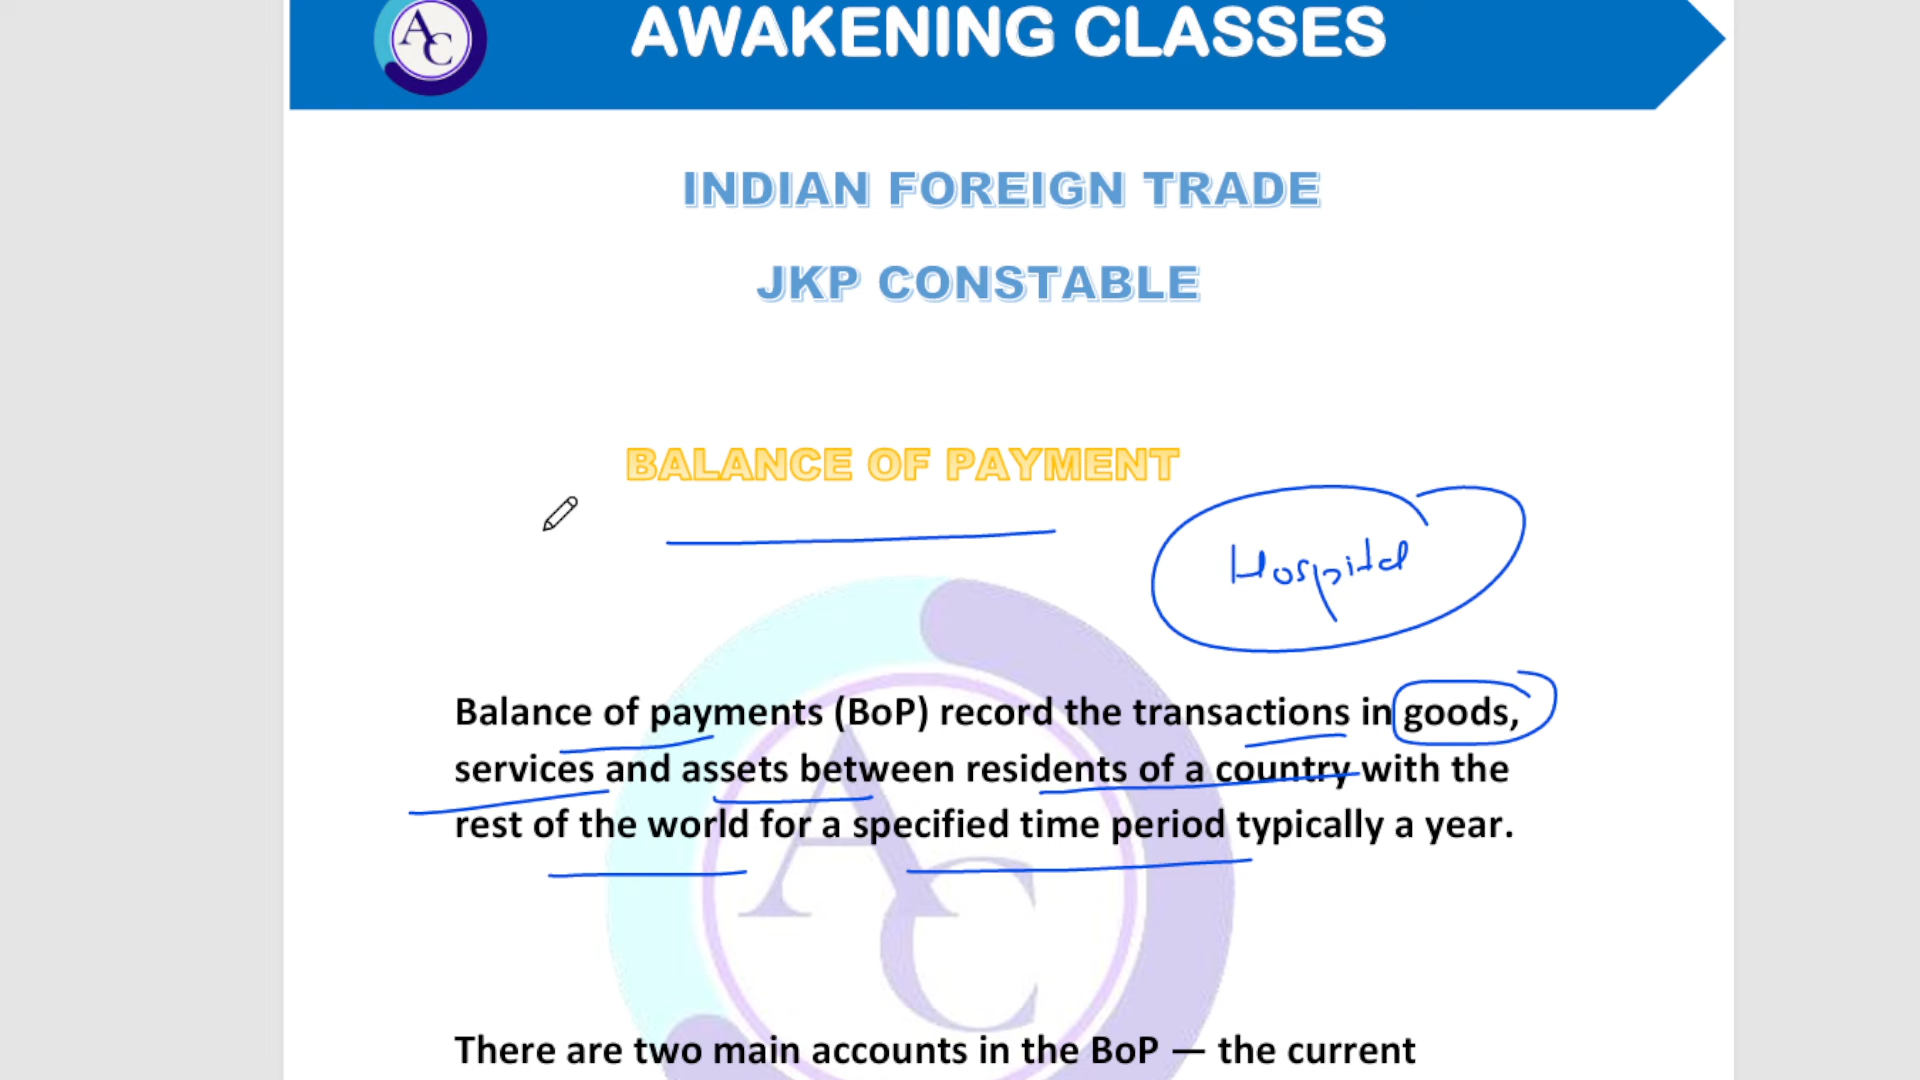 AC
AWAKENING CLASSES
INDIAN FOREIGN TRADE
JKP CONSTABLE
BALANCE OF PAYMENT
Hospital
Balance of payments (BoP) record the transactions in goods,
services and assets between residents of a country with the
rest of the world for a specified time period typically a year.
AC
There are two main accounts in the BoP — the current